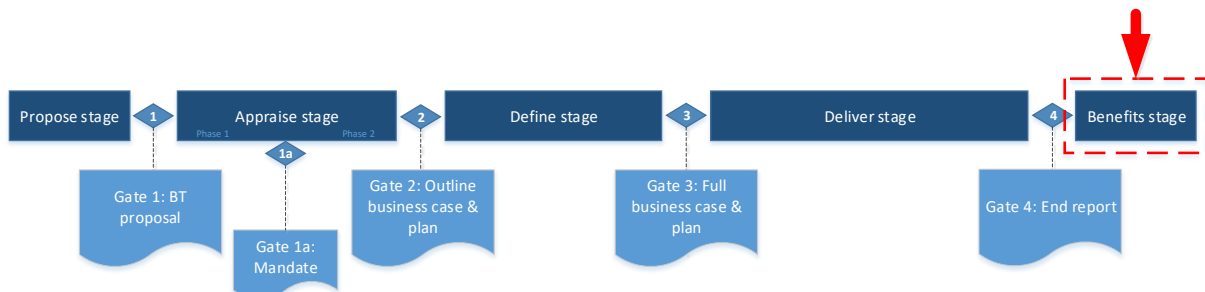 Propose stage
1
Appraise stage
Phase 1
Phase 2
2
Define stage
3
Deliver stage
4
Benefits stage
1a
Gate 1: BT
proposal
Gate 1a:
Mandate
Gate 2: Outline
business case &
plan
Gate 3: Full
business case &
plan
Gate 4: End report